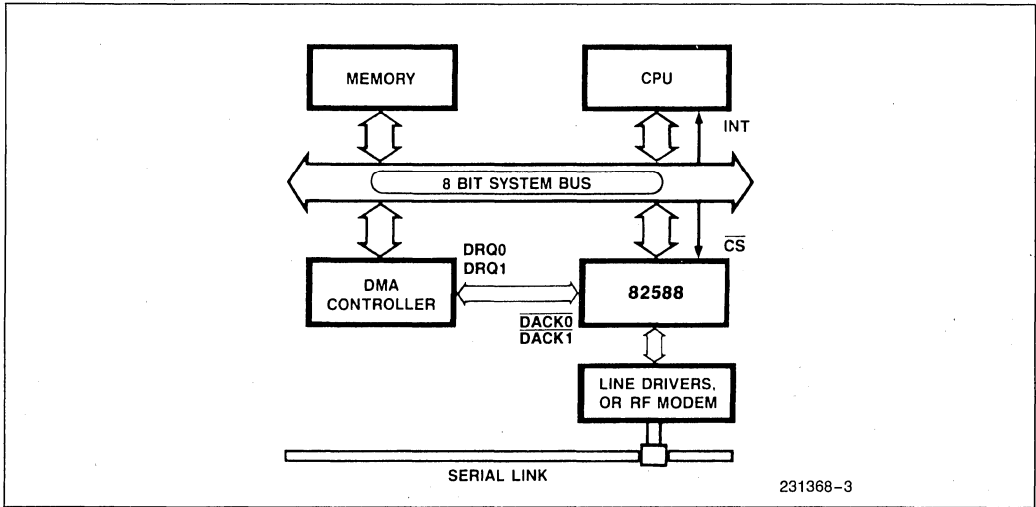 MEMORY
CPU
INT
8 BIT SYSTEM BUS
CS
DRQ0
DRQ1
DMA
CONTROLLER
82588
DACK0
DACK1
LINE DRIVERS,
OR RF MODEM
SERIAL LINK
231368-3